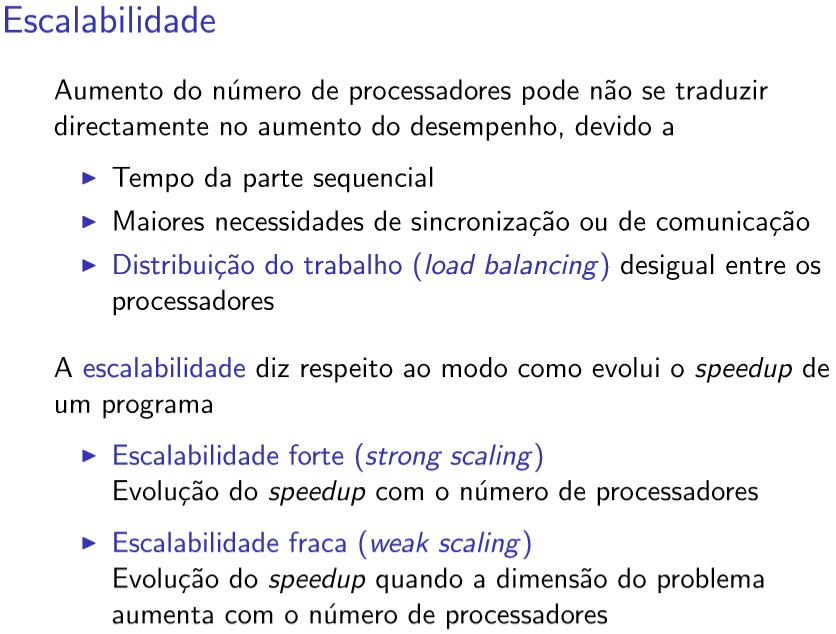 Escalabilidade
Aumento do número de processadores pode não se traduzir
directamente no aumento do desempenho, devido a
▶ Tempo da parte sequencial
▶ Maiores necessidades de sincronização ou de comunicação
▶ Distribuição do trabalho (load balancing) desigual entre os
processadores
A escalabilidade diz respeito ao modo como evolui o speedup de
um programa
▶ Escalabilidade forte (strong scaling)
Evolução do speedup com o número de processadores
▶ Escalabilidade fraca (weak scaling)
Evolução do speedup quando a dimensão do problema
aumenta com o número de processadores